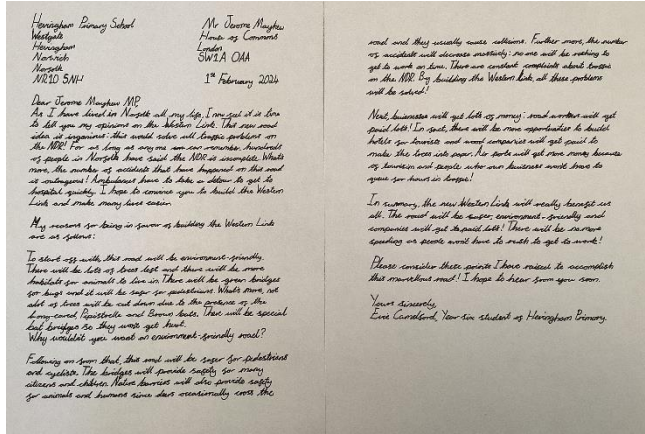 Hevingham Primary School
Westgate
Hevingham
Norwich
Norfolk
NR10 5NH
Mr Jerome Mayhew
House of Commons
London
SW1A OAA
1st February 2024
Dear Jerome Mayhew MP,
As I have lived in Norfolk all my life, I now feel it is time
to tell you my opinions on the Western Link. This new road
idea is ingenious: this would solve all traffic problems on
the NDR! For as long as anyone can remember, hundreds
of people in Norfolk have said the NDR is incomplete. What's
more, the number of accidents that have happened on this road
is outrageous! Ambulances have to take a detour to get to
hospital quickly. I hope to convince you to build the Western
Link and make many lives easier.
My reasons for being in favor of building the Western Link
are as follows:
To start off with, this road will be environment-friendly.
There will be lots of trees left and there will be more
habitats for animals to live in. There will be green bridges
for bugs and it will be safer for pedestrians. What's more, not
alot of trees will be cut down due to the of the
Long-eared, Pipistrelle and Brown bats. There will be special
bat bridges so they won't get hurt.
Why wouldn't you want an environment-friendly road?
Following on from that, this road will be safer for pedestrians
and cyclists. The bridges will provide safety for many
citizens and children. Native barriers will also provide safety
for animals and humans since deers occasionally cross the
road and they usually cause collisions. Further more, the number
of accidents will decrease massively: no one will be rushing to
get to work on time. There are constant complaints about traffic
on the NDR. By building the Western Link, all these problems
will be solved!
Next, businesses will get lots of money: road workers will get
paid lots! In fact, there will be more opportunities to build
hotels for tourists and wood companies will get paid to
make the trees into paper. Air ports will get more money because
of tourism and people who own business won't have to
queue for hours in traffic!
In summary, the new Western Link will really benefit us
all. The road will be safer, environment-friendly and
companies will get to paid lots! There will be no more
speeding as people won't have to rush to get to work!
Please consider these points I have raised to accomplish
this marvellous road! I hope to hear from you soon.
Yours sincerely,
Evie Year six student at Hevingham Primary.